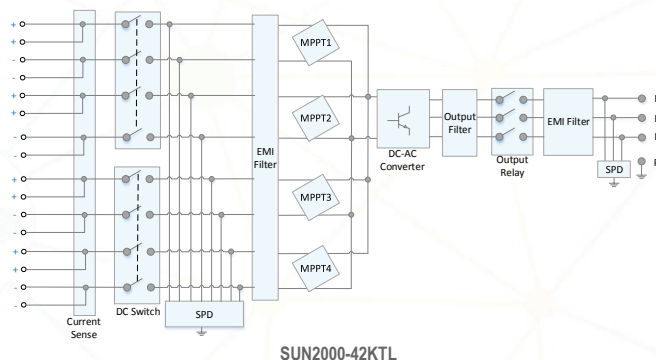 +
+
-
-
+
+
-
-
+
+
-
-
+
+
-
-
Current
Sense
DC Switch
SPD
EMI
Filter
MPPT1
MPPT2
MPPT3
MPPT4
DC-AC
Converter
Output
Filter
Output
Relay
EMI Filter
SPD
SUN2000-42KTL